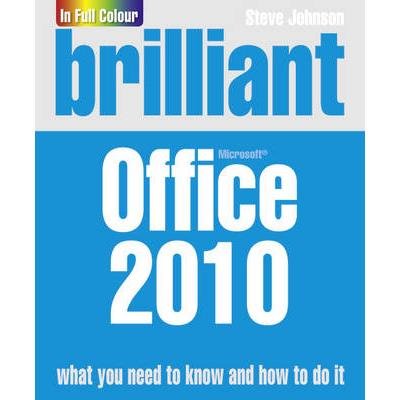 In Full Colour
Steve Johnson
brilliant
Microsoft®
Office
2010
what you need to know and how to do it